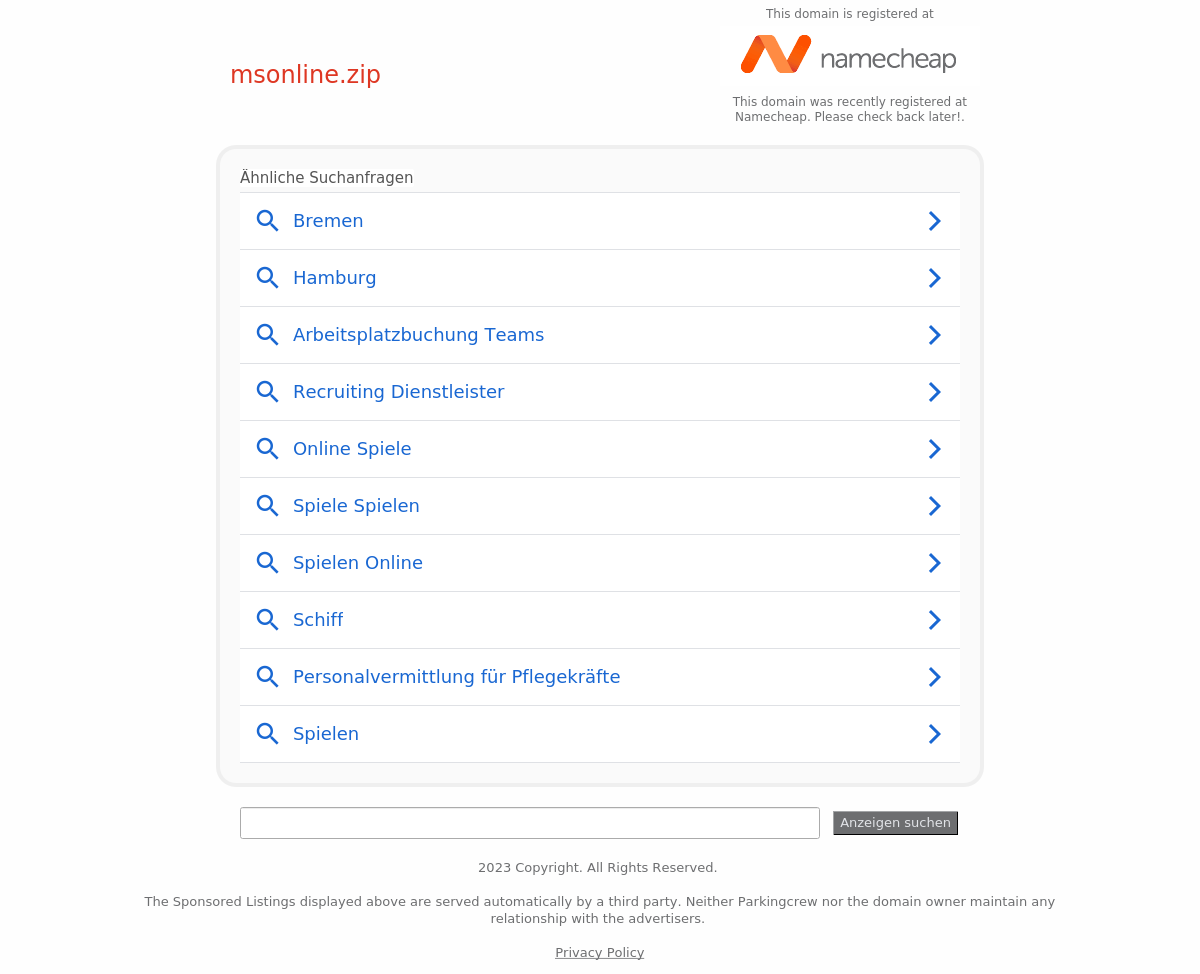 This domain is registered at
namecheap
msonline.zip
This domain was recently registered at
Namecheap. Please check back later!.
Ähnliche Suchanfragen
Bremen
Hamburg
Arbeitsplatzbuchung Teams
Recruiting Dienstleister
Online Spiele
Spiele Spielen
Spielen Online
Schiff
Personalvermittlung für Pflegekräfte
Spielen
Anzeigen suchen
2023 Copyright. All Rights Reserved.
The Sponsored Listings displayed above are served automatically by a third party. Neither Parkingcrew nor the domain owner maintain any
relationship with the advertisers.
Privacy Policy